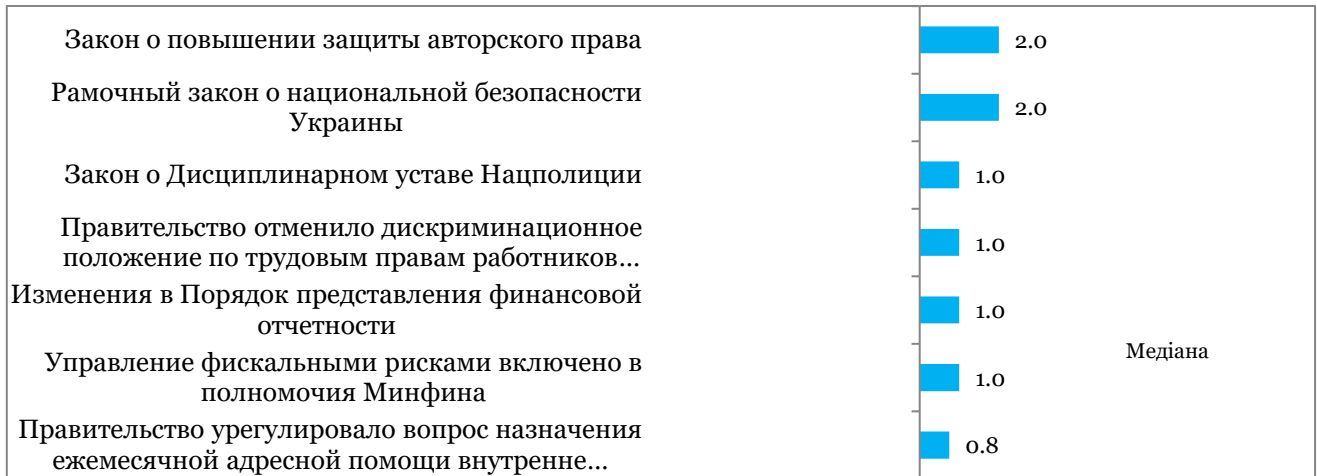 Закон о повышении защиты авторского права
2.0
Рамочный закон о национальной безопасности
Украины
2.0
Закон о Дисциплинарном уставе Нацполиции
1.0
Правительство отменило дискриминационное
положение по трудовым правам работников...
1.0
Изменения в Порядок представления финансовой
отчетности
1.0
Управление фискальными рисками включено в
полномочия Минфина
1.0
Медіана
Правительство урегулировало вопрос назначения
ежемесячной адресной помощи внутренне...
0.8